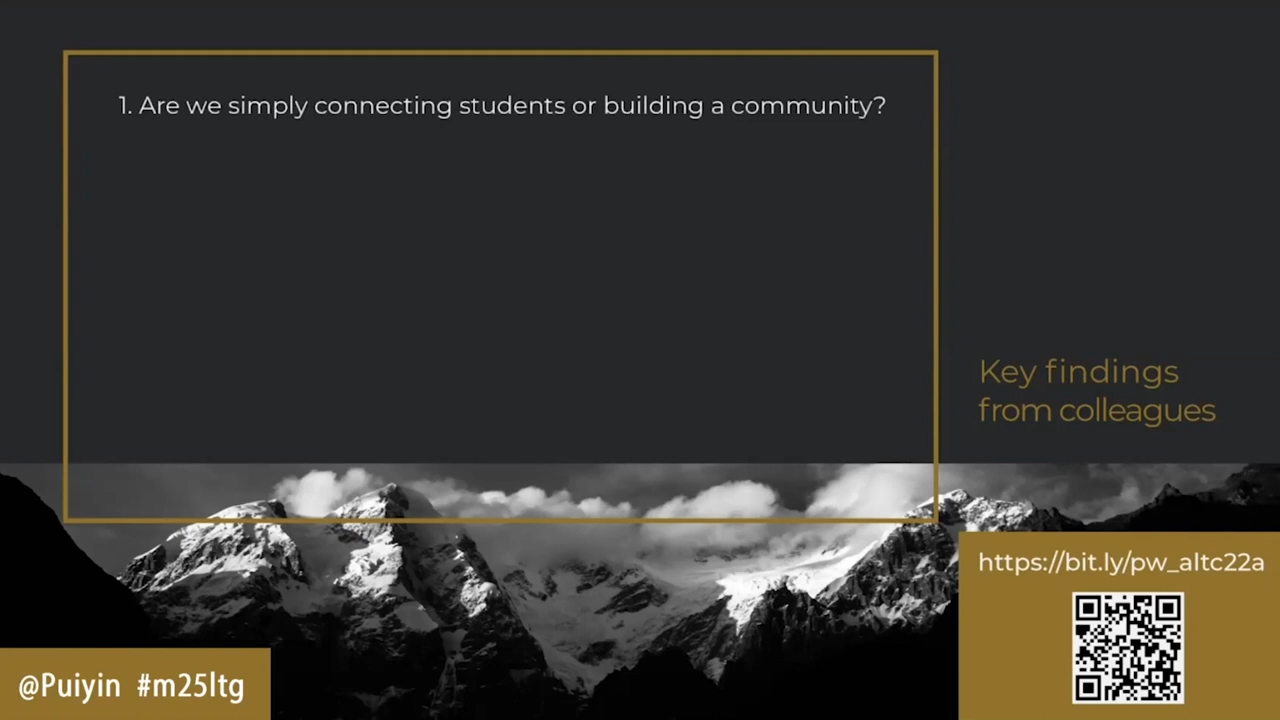 1. Are we simply connecting students or building a community?
Key findings
from colleagues
https://bit.ly/pw_altc22a
@Puiyin #m25ltg